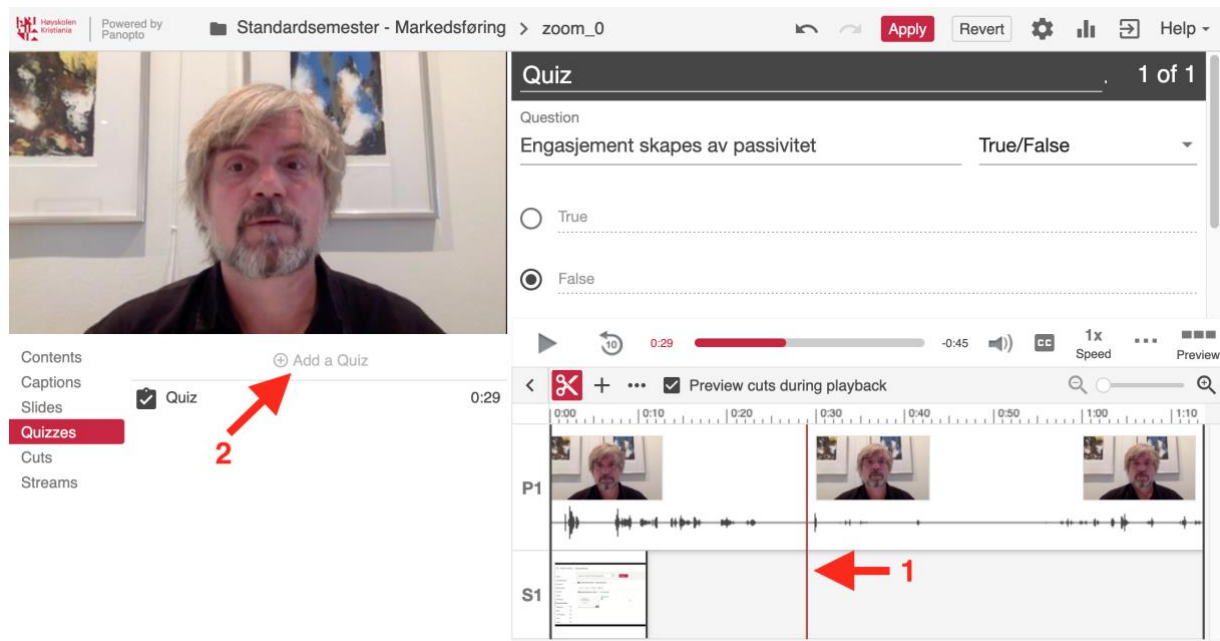 Høyskolen
Kristiania
Powered by
Panopto
Standardsemester - Markedsføring > zoom_0
Apply
Revert
Help
Quiz
. 1 of 1
Question
Engasjement skapes av passivitet
True/False
True
False
10
0:29
-0:45
CC
1x
Speed
Preview
Contents
Captions
Slides
Quizzes
Cuts
Streams
Add a Quiz
Quiz 0:29
2
Preview cuts during playback
0:00 0:10 0:20 0:30 0:40 0:50 1:00 1:10
P1
1
S1